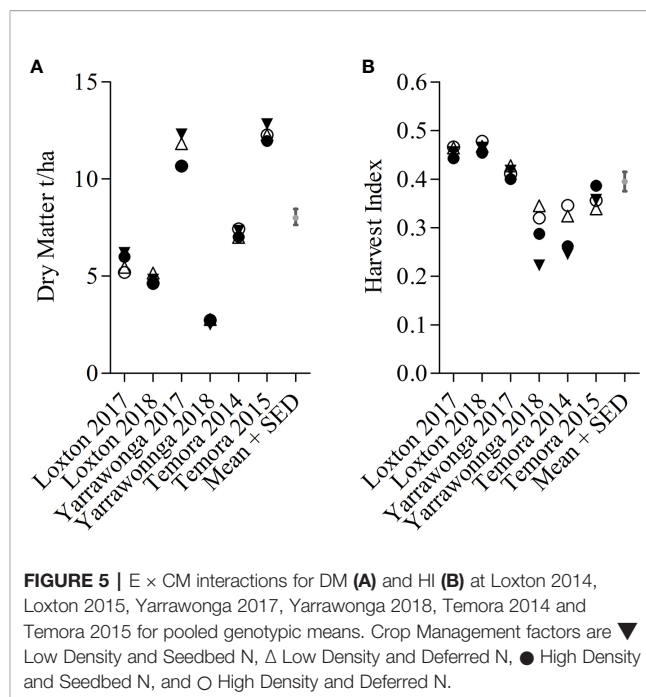 A
B
15
10
5
0
Dry Matter t/ha
Loxton 2017
Loxton 2018
Yarrawonga 2017
Yarrawonnga 2018
Temora 2014
Temora 2015
Mean + SED
0.6
0.5
0.4
0.3
0.2
0.1
0.0
Harvest Index
Loxton 2017
Loxton 2018
Yarrawonga 2017
Yarrawonnga 2018
Temora 2014
Temora 2015
Mean + SED
FIGURE 5 | E × CM interactions for DM (A) and HI (B) at Loxton 2014,
Loxton 2015, Yarrawonga 2017, Yarrawonga 2018, Temora 2014 and
Temora 2015 for pooled genotypic means. Crop Management factors are ▼
Low Density and Seedbed N, Δ Low Density and Deferred N, ● High Density
and Seedbed N, and ○ High Density and Deferred N.